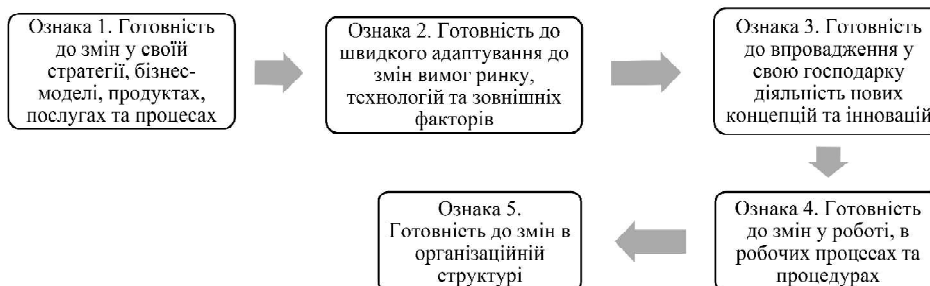 Ознака 1. Готовність
до змін у своїй
стратегії, бізнес-
моделі, продуктах,
послугах та процесах
Ознака 2. Готовність до
швидкого адаптування до
змін вимог ринку,
технологій та зовнішніх
факторів
Ознака 3. Готовність
до впровадження у
свою господарку
діяльність нових
концепцій та інновацій
Ознака 4. Готовність
до змін у роботі, в
робочих процесах та
процедурах
Ознака 5.
Готовність до змін в
організаційній
структурі